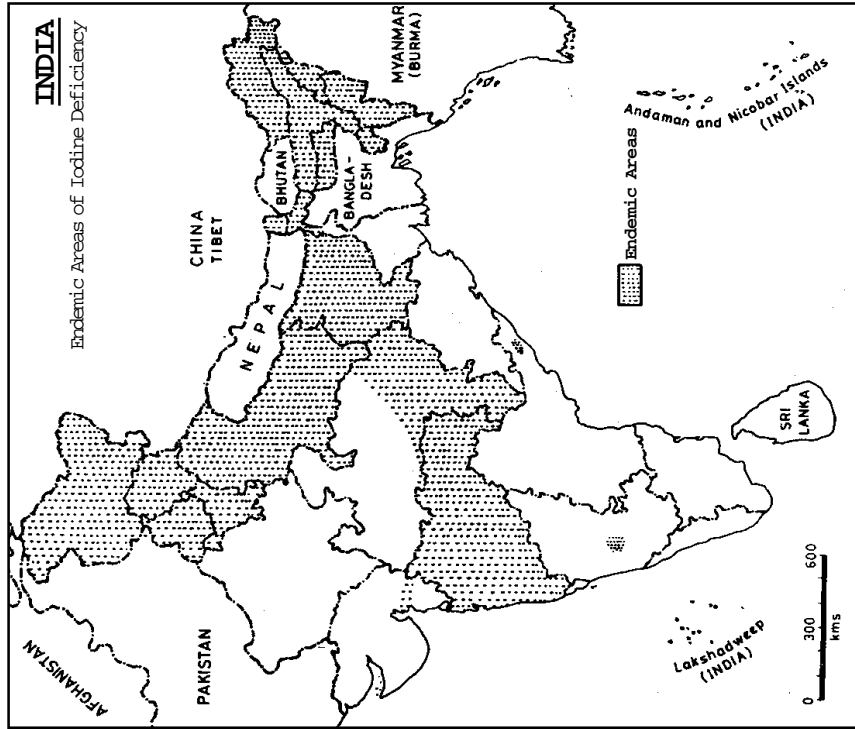 INDIA
Endemic Areas of Iodine Deficiency
AFGHANISTAN
PAKISTAN
CHINA
TIBET
NEPAL
BHUTAN
BANGLA-
DESH
MYANMAR
(BURMA)
Endemic Areas
Andaman and Nicobar Islands
(INDIA)
SRI
LANKA
Lakshadweep
(INDIA)
0 300 600
kms